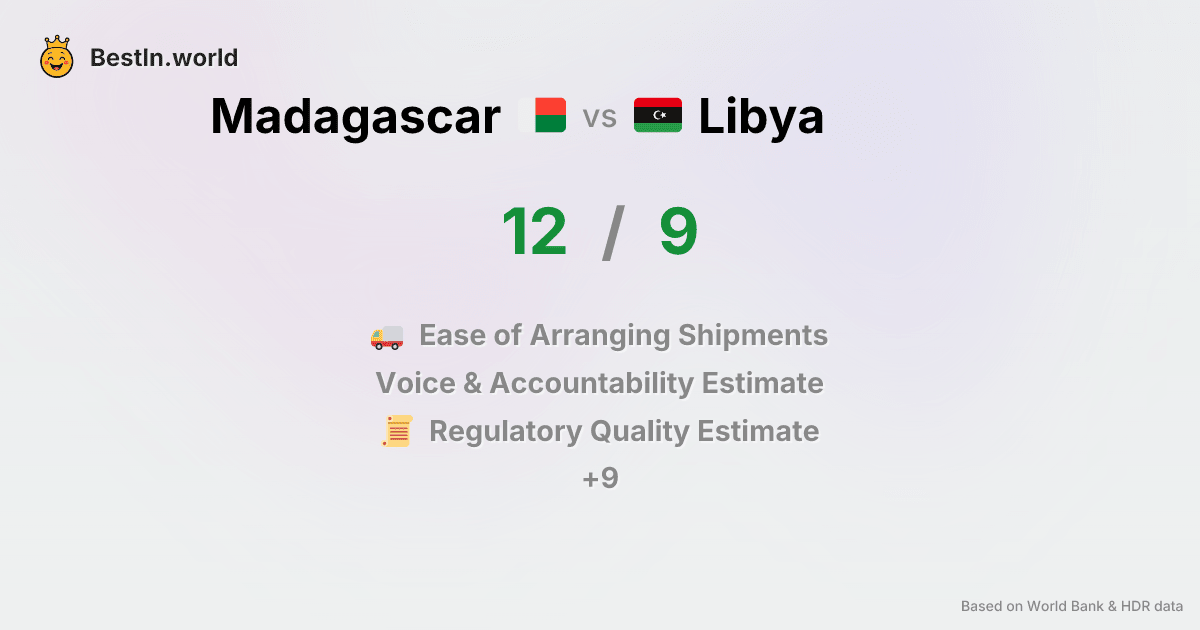 BestIn.world
Madagascar vs Libya
12 / 9
Ease of Arranging Shipments
Voice & Accountability Estimate
Regulatory Quality Estimate
+9
Based on World Bank & HDR data